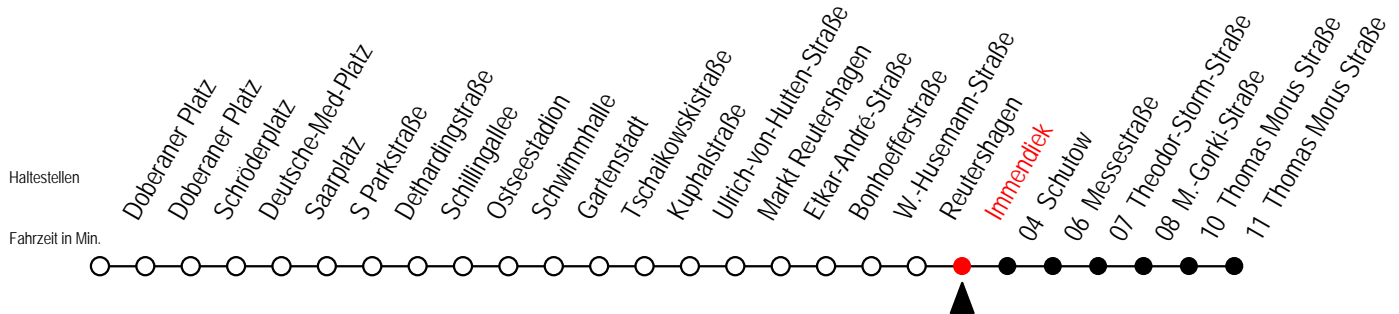 Haltestellen
Fahrzeit in Min.
Doberaner Platz
Doberaner Platz
Schröderplatz
Deutsche-Med-Platz
Saarplatz
S Parkstraße
Dethardingstraße
Schillingallee
Ostseestadion
Schwimmhalle
Gartenstadt
Tschaikowskistraße
Kuphalstraße
Ulrich-von-Hutten-Straße
Markt Reutershagen
Etkar-André-Straße
Bonhoefferstraße
W.-Husemann-Straße
Reutershagen
Immendiek
04 Schutow
06 Messestraße
07 Theodor-Storm-Straße
08 M.-Gorki-Straße
10 Thomas Morus Straße
11 Thomas Morus Straße